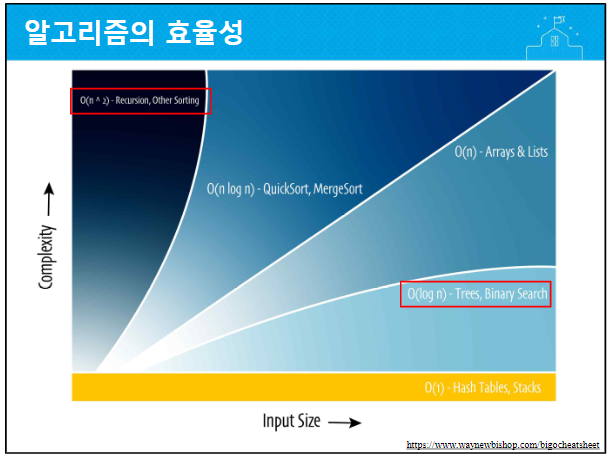 알고리즘의 효율성
O(n ^ 2) - Recursion, Other Sorting
O(n) - Arrays & Lists
O(n log n) - QuickSort, MergeSort
Complexity
O(log n) - Trees, Binary Search
O(1) - Hash Tables, Stacks
Input Size
https://www.waynewbishop.com/bigocheatsheet